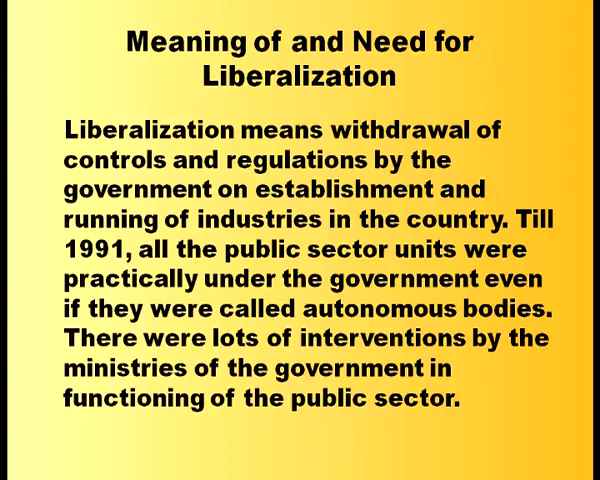 Meaning of and Need for
Liberalization
Liberalization means withdrawal of
controls and regulations by the
government on establishment and
running of industries in the country. Till
1991, all the public sector units were
practically under the government even
if they were called autonomous bodies.
There were lots of interventions by the
ministries of the government in
functioning of the public sector.